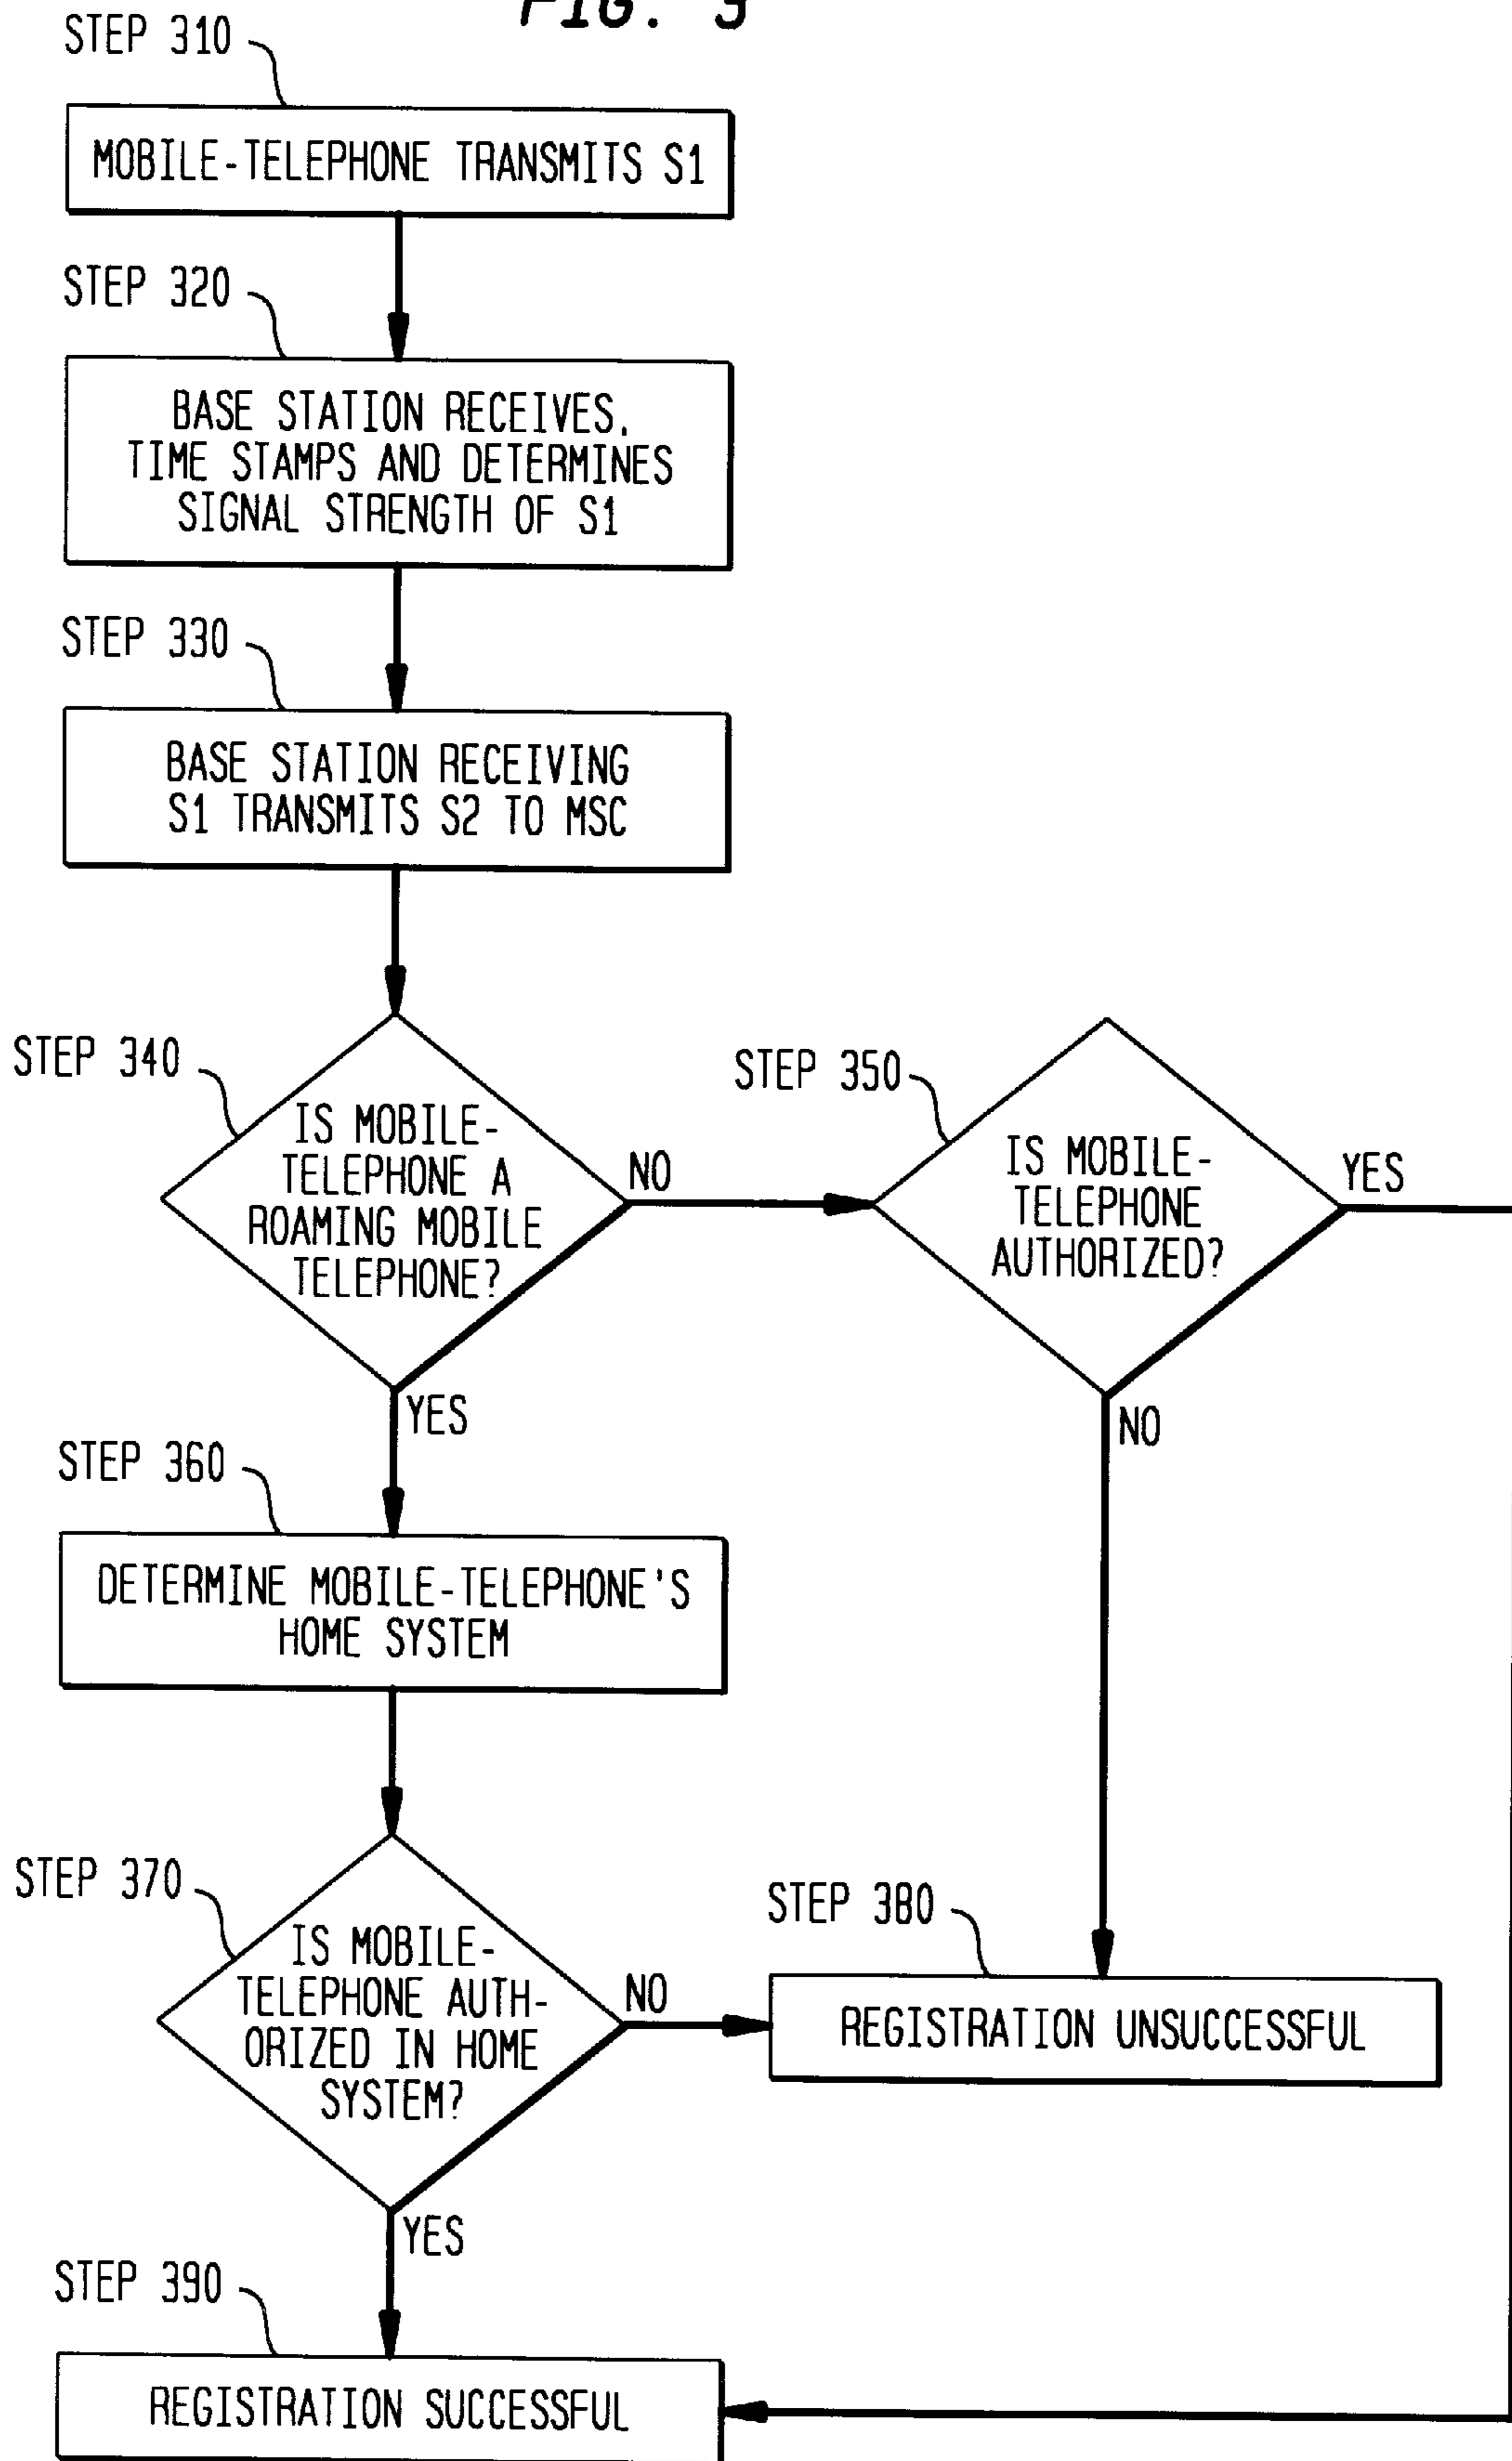 FIG. 3
STEP 310
MOBILE-TELEPHONE TRANSMITS S1
STEP 320
BASE STATION RECEIVES.
TIME STAMPS AND DETERMINES
SIGNAL STRENGTH OF S1
STEP 330
BASE STATION RECEIVING
S1 TRANSMITS S2 TO MSC
STEP 340
IS MOBILE-
TELEPHONE A
ROAMING MOBILE
TELEPHONE?
NO
YES
STEP 350
IS MOBILE-
TELEPHONE
AUTHORIZED?
YES
NO
STEP 360
DETERMINE MOBILE-TELEPHONE'S
HOME SYSTEM
STEP 370
IS MOBILE-
TELEPHONE AUTH-
ORIZED IN HOME
SYSTEM?
NO
YES
STEP 380
REGISTRATION UNSUCCESSFUL
STEP 390
REGISTRATION SUCCESSFUL